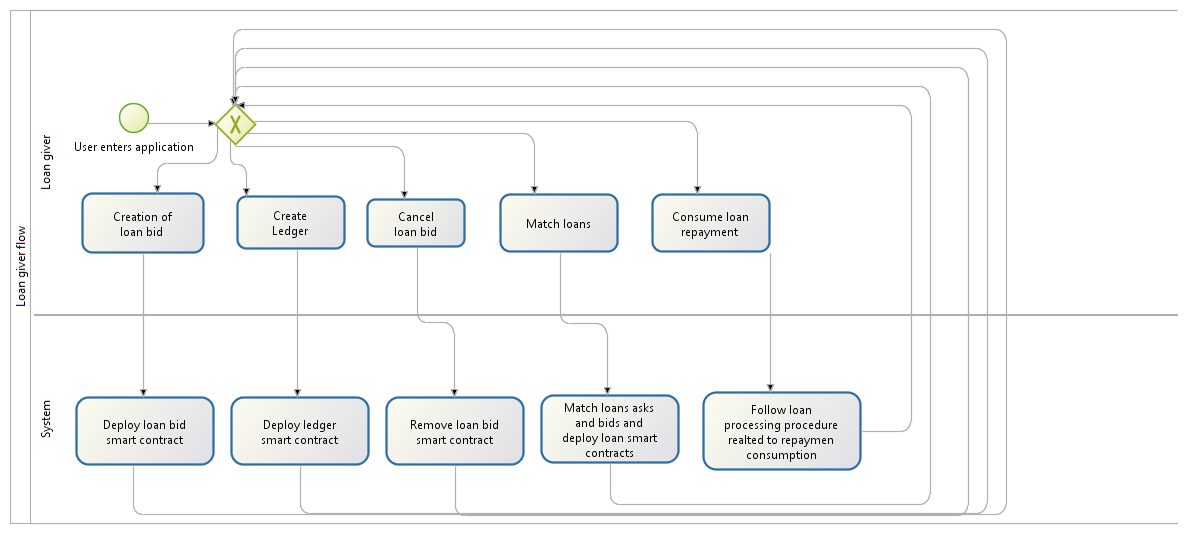 Loan giver flow
Loan giver
User enters application
Creation of
loan bid
Create
Ledger
Cancel
loan bid
Match loans
Consume loan
repayment
System
Deploy loan bid
smart contract
Deploy ledger
smart contract
Remove loan bid
smart contract
Match loans asks
and bids and
deploy loan smart
contracts
Follow loan
processing procedure
realted to repaymen
consumption